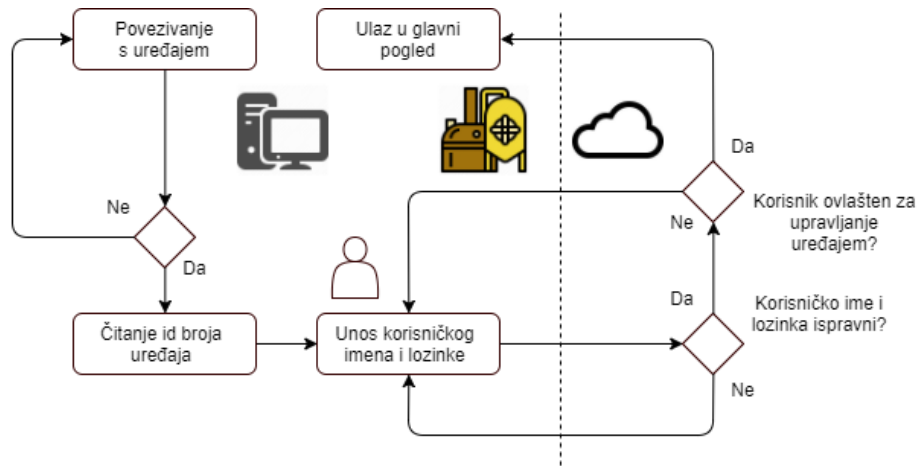 Povezivanje
s uređajem
Ulaz u glavni
pogled
Da
Ne
Korisnik ovlašten za
upravljanje
uređajem?
Ne
Da
Da
Korisničko ime i
lozinka ispravni?
Čitanje id broja
uređaja
Unos korisničkog
imena i lozinke
Ne